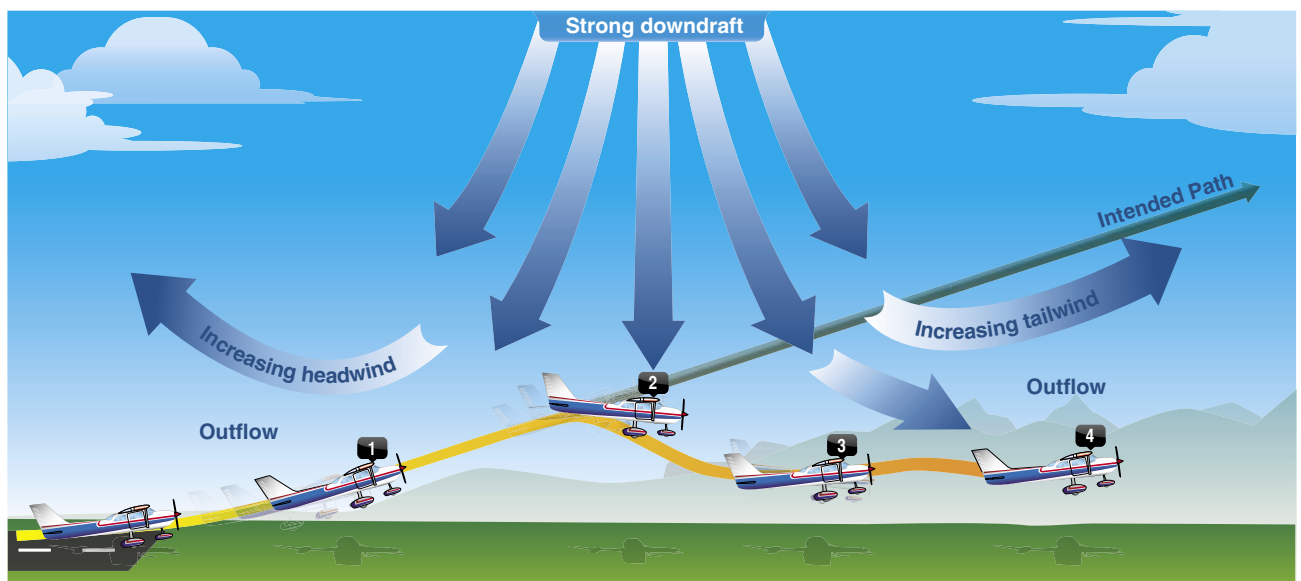 Strong downdraft
Intended Path
Increasing headwind
Increasing tailwind
Outflow
Outflow
1
2
3
4